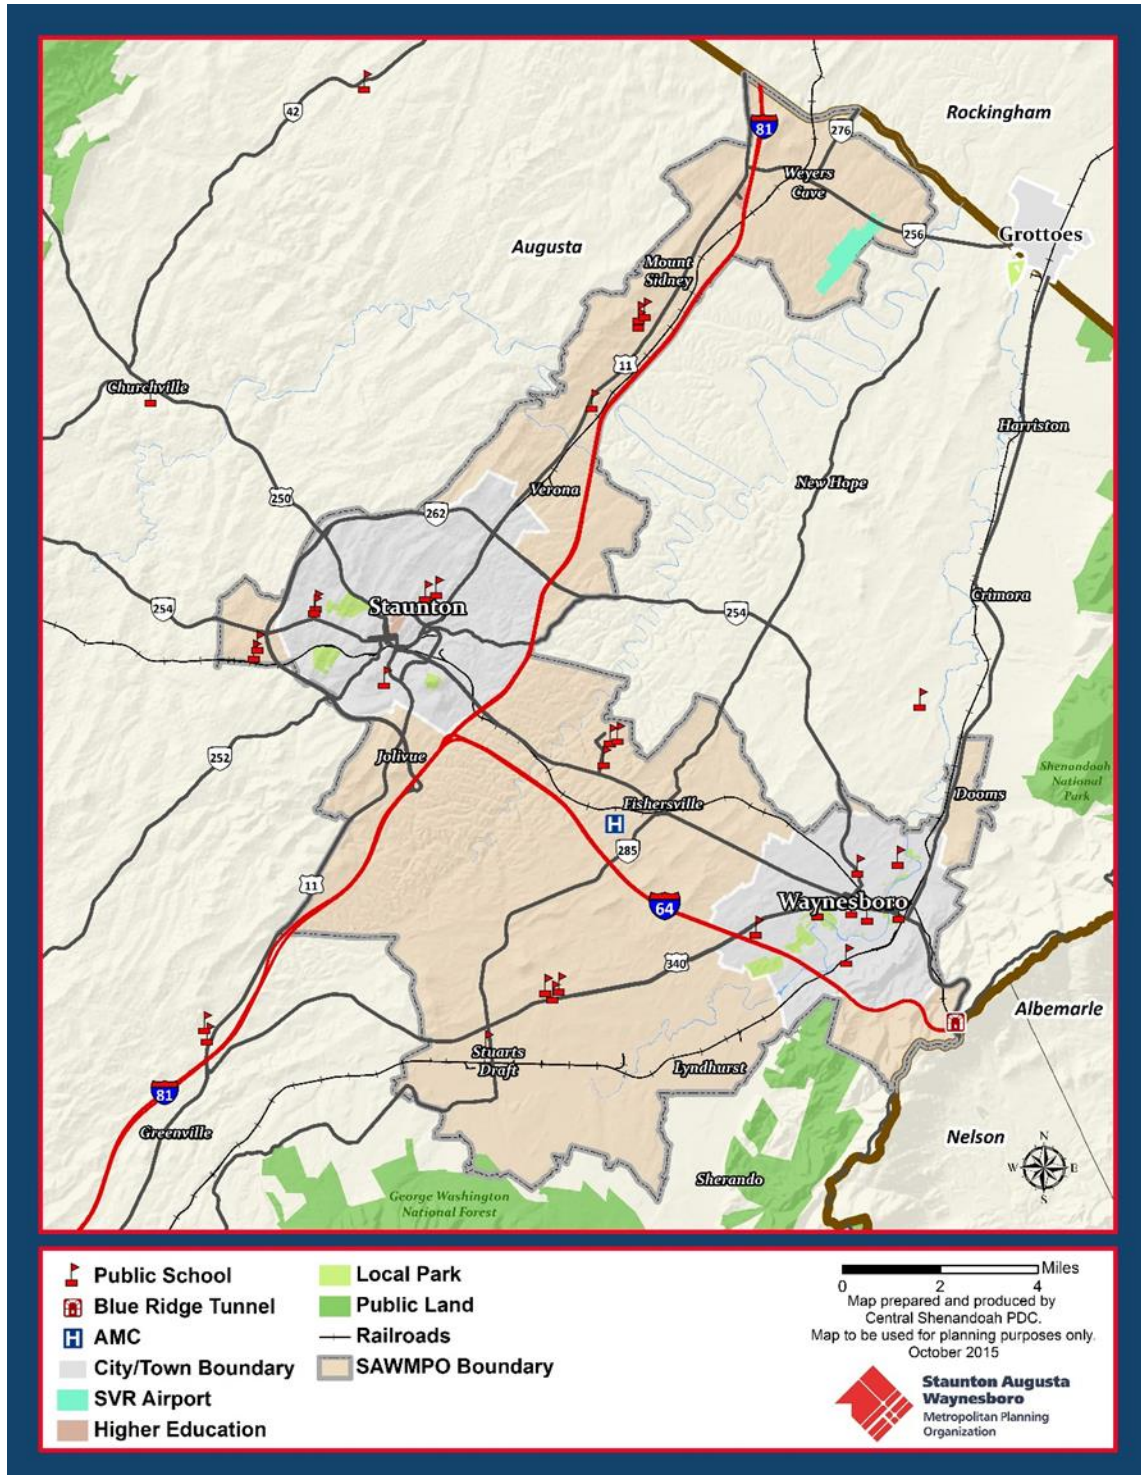 Rockingham
42
81
276
Weyers
Cave
Grottoes
256
Augusta
Mount
Sidney
11
Churchville
Harriston
New Hope
Verona
250
262
Crimora
254
Staunton
254
252
Jolivue
Shenandoah
National
Park
Dooms
Fishersville
H
285
11
64
Waynesboro
340
Albemarle
Stuarts
Draft
Lyndhurst
81
Greenville
Nelson
N
W
E
S
Sherando
George Washington
National Forest
Public School
Blue Ridge Tunnel
H AMC
City/Town Boundary
SVR Airport
Higher Education
Local Park
Public Land
Railroads
SAWMPO Boundary
Miles
0 2 4
Map prepared and produced by
Central Shenandoah PDC.
Map to be used for planning purposes only.
October 2015
Staunton Augusta
Waynesboro
Metropolitan Planning
Organization